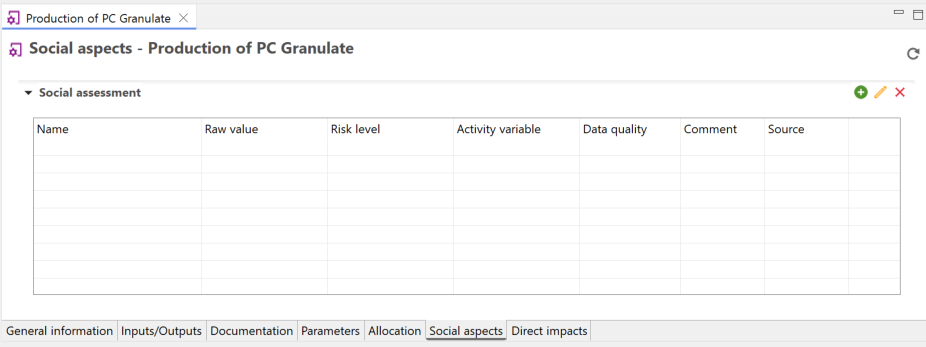 Production of PC Granulate
Social aspects - Production of PC Granulate
Social assessment
Name Raw value Risk level Activity variable Data quality Comment Source
General information Inputs/Outputs Documentation Parameters Allocation Social aspects Direct impacts